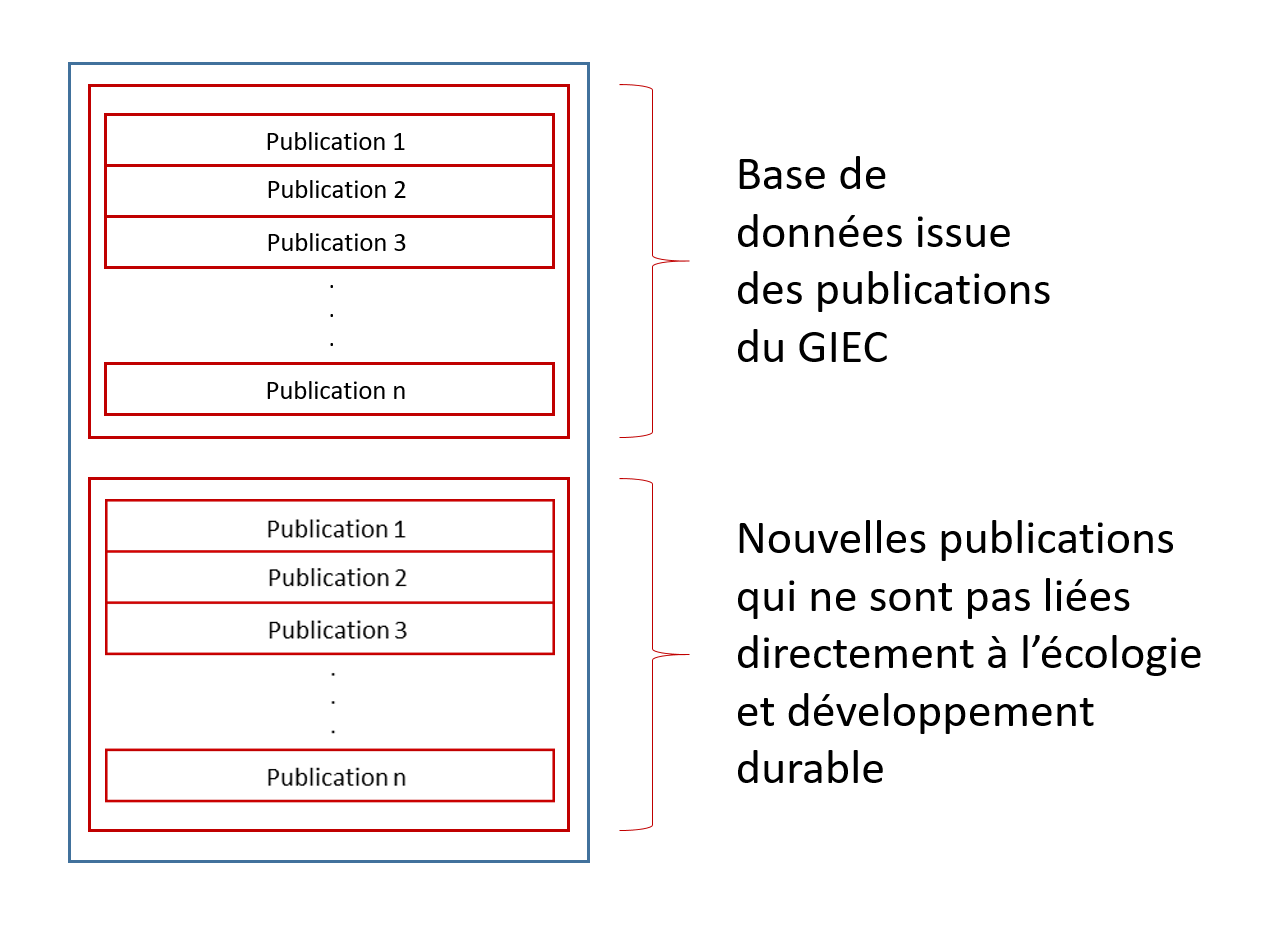 Publication 1
Publication 2
Publication 3
.
.
.
Publication n
Base de
données issue
des publications
du GIEC
Publication 1
Publication 2
Publication 3
.
.
.
Publication n
Nouvelles publications
qui ne sont pas liées
directement à l’écologie
et développement
durable